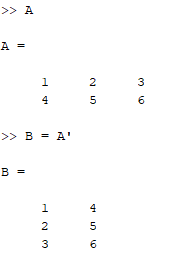 >> A
A =
1 2 3
4 5 6
>> B = A'
B =
1 4
2 5
3 6